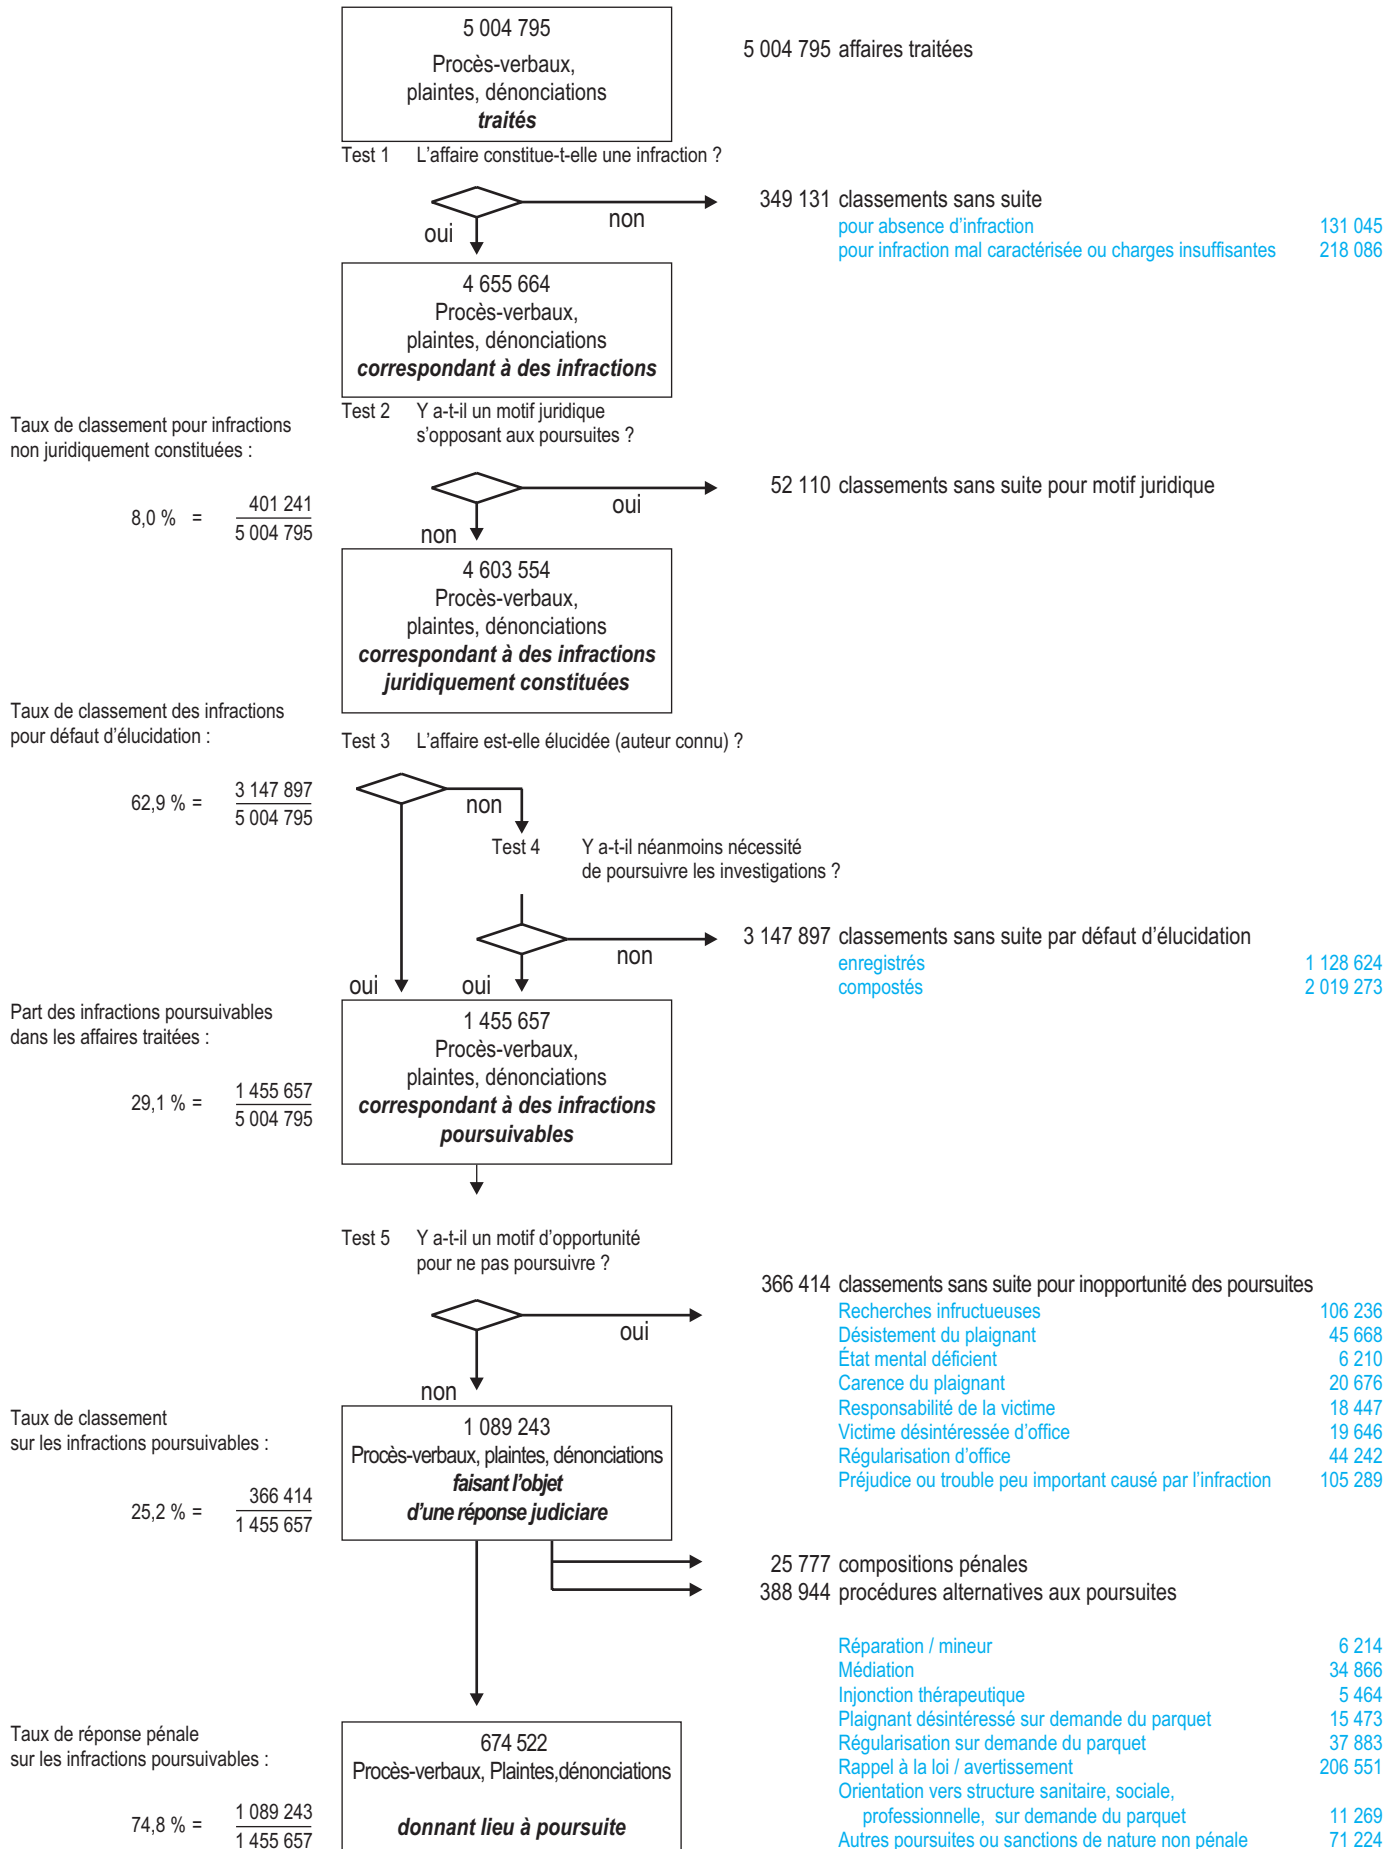 5 004 795
Procès-verbaux,
plaintes, dénonciations
traités
5 004 795 affaires traitées
Test 1 L'affaire constitue-t-elle une infraction ?
non
oui
349 131 classements sans suite
pour absence d'infraction 131 045
pour infraction mal caractérisée ou charges insuffisantes 218 086
4 655 664
Procès-verbaux,
plaintes, dénonciations
correspondant à des infractions
Test 2 Y a-t-il un motif juridique
s'opposant aux poursuites ?
Taux de classement pour infractions
non juridiquement constituées :
8,0 % = 401 241
5 004 795
oui
non
52 110 classements sans suite pour motif juridique
4 603 554
Procès-verbaux,
plaintes, dénonciations
correspondant à des infractions
juridiquement constituées
Taux de classement des infractions
pour défaut d'élucidation :
62,9 % = 3 147 897
5 004 795
Test 3 L'affaire est-elle élucidée (auteur connu) ?
non
Test 4 Y a-t-il néanmoins nécessité
de poursuivre les investigations ?
non
oui oui
3 147 897 classements sans suite par défaut d'élucidation
enregistrés 1 128 624
compostés 2 019 273
Part des infractions poursuivables
dans les affaires traitées :
29,1 % = 1 455 657
5 004 795
1 455 657
Procès-verbaux,
plaintes, dénonciations
correspondant à des infractions
poursuivables
Test 5 Y a-t-il un motif d'opportunité
pour ne pas poursuivre ?
oui
non
366 414 classements sans suite pour inopportunité des poursuites
Recherches infructueuses 106 236
Désistement du plaignant 45 668
État mental déficient 6 210
Carence du plaignant 20 676
Responsabilité de la victime 18 447
Victime désintéressée d'office 19 646
Régularisation d'office 44 242
Préjudice ou trouble peu important causé par l'infraction 105 289
Taux de classement
sur les infractions poursuivables :
25,2 % = 366 414
1 455 657
1 089 243
Procès-verbaux, plaintes, dénonciations
faisant l'objet
d'une réponse judiciare
25 777 compositions pénales
388 944 procédures alternatives aux poursuites
Réparation / mineur 6 214
Médiation 34 866
Injonction thérapeutique 5 464
Plaignant désintéressé sur demande du parquet 15 473
Régularisation sur demande du parquet 37 883
Rappel à la loi / avertissement 206 551
Orientation vers structure sanitaire, sociale,
professionnelle, sur demande du parquet 11 269
Autres poursuites ou sanctions de nature non pénale 71 224
Taux de réponse pénale
sur les infractions poursuivables :
74,8 % = 1 089 243
1 455 657
674 522
Procès-verbaux, Plaintes,dénonciations
donnant lieu à poursuite